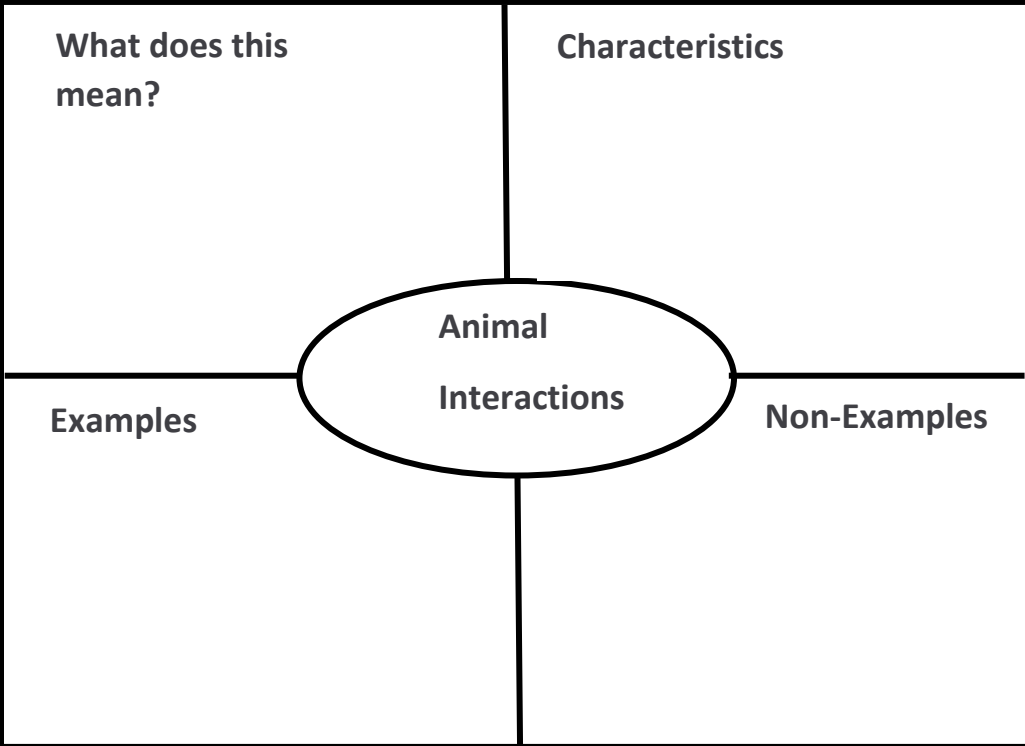 What does this
mean?
Characteristics
Animal
Interactions
Examples
Non-Examples